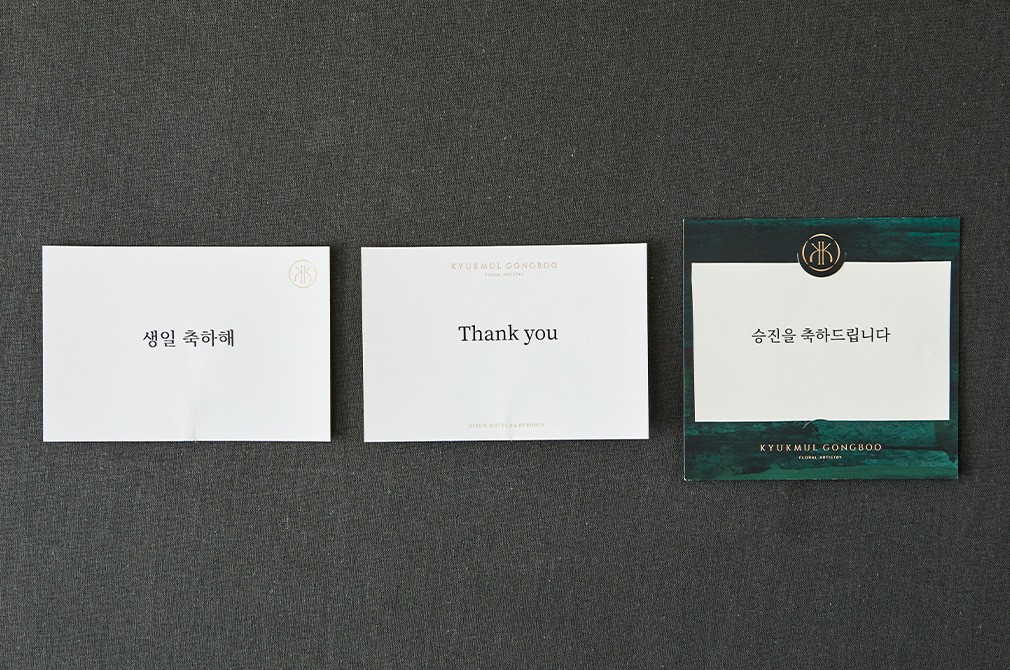 생일 축하해
KYUKMUL GONGBOO
FLORAL ARTISTRY
Thank you
JOSUN HOTELS & RESORTS
승진을 축하드립니다
KYUKMUL GONGBOO
FLORAL ARTISTRY